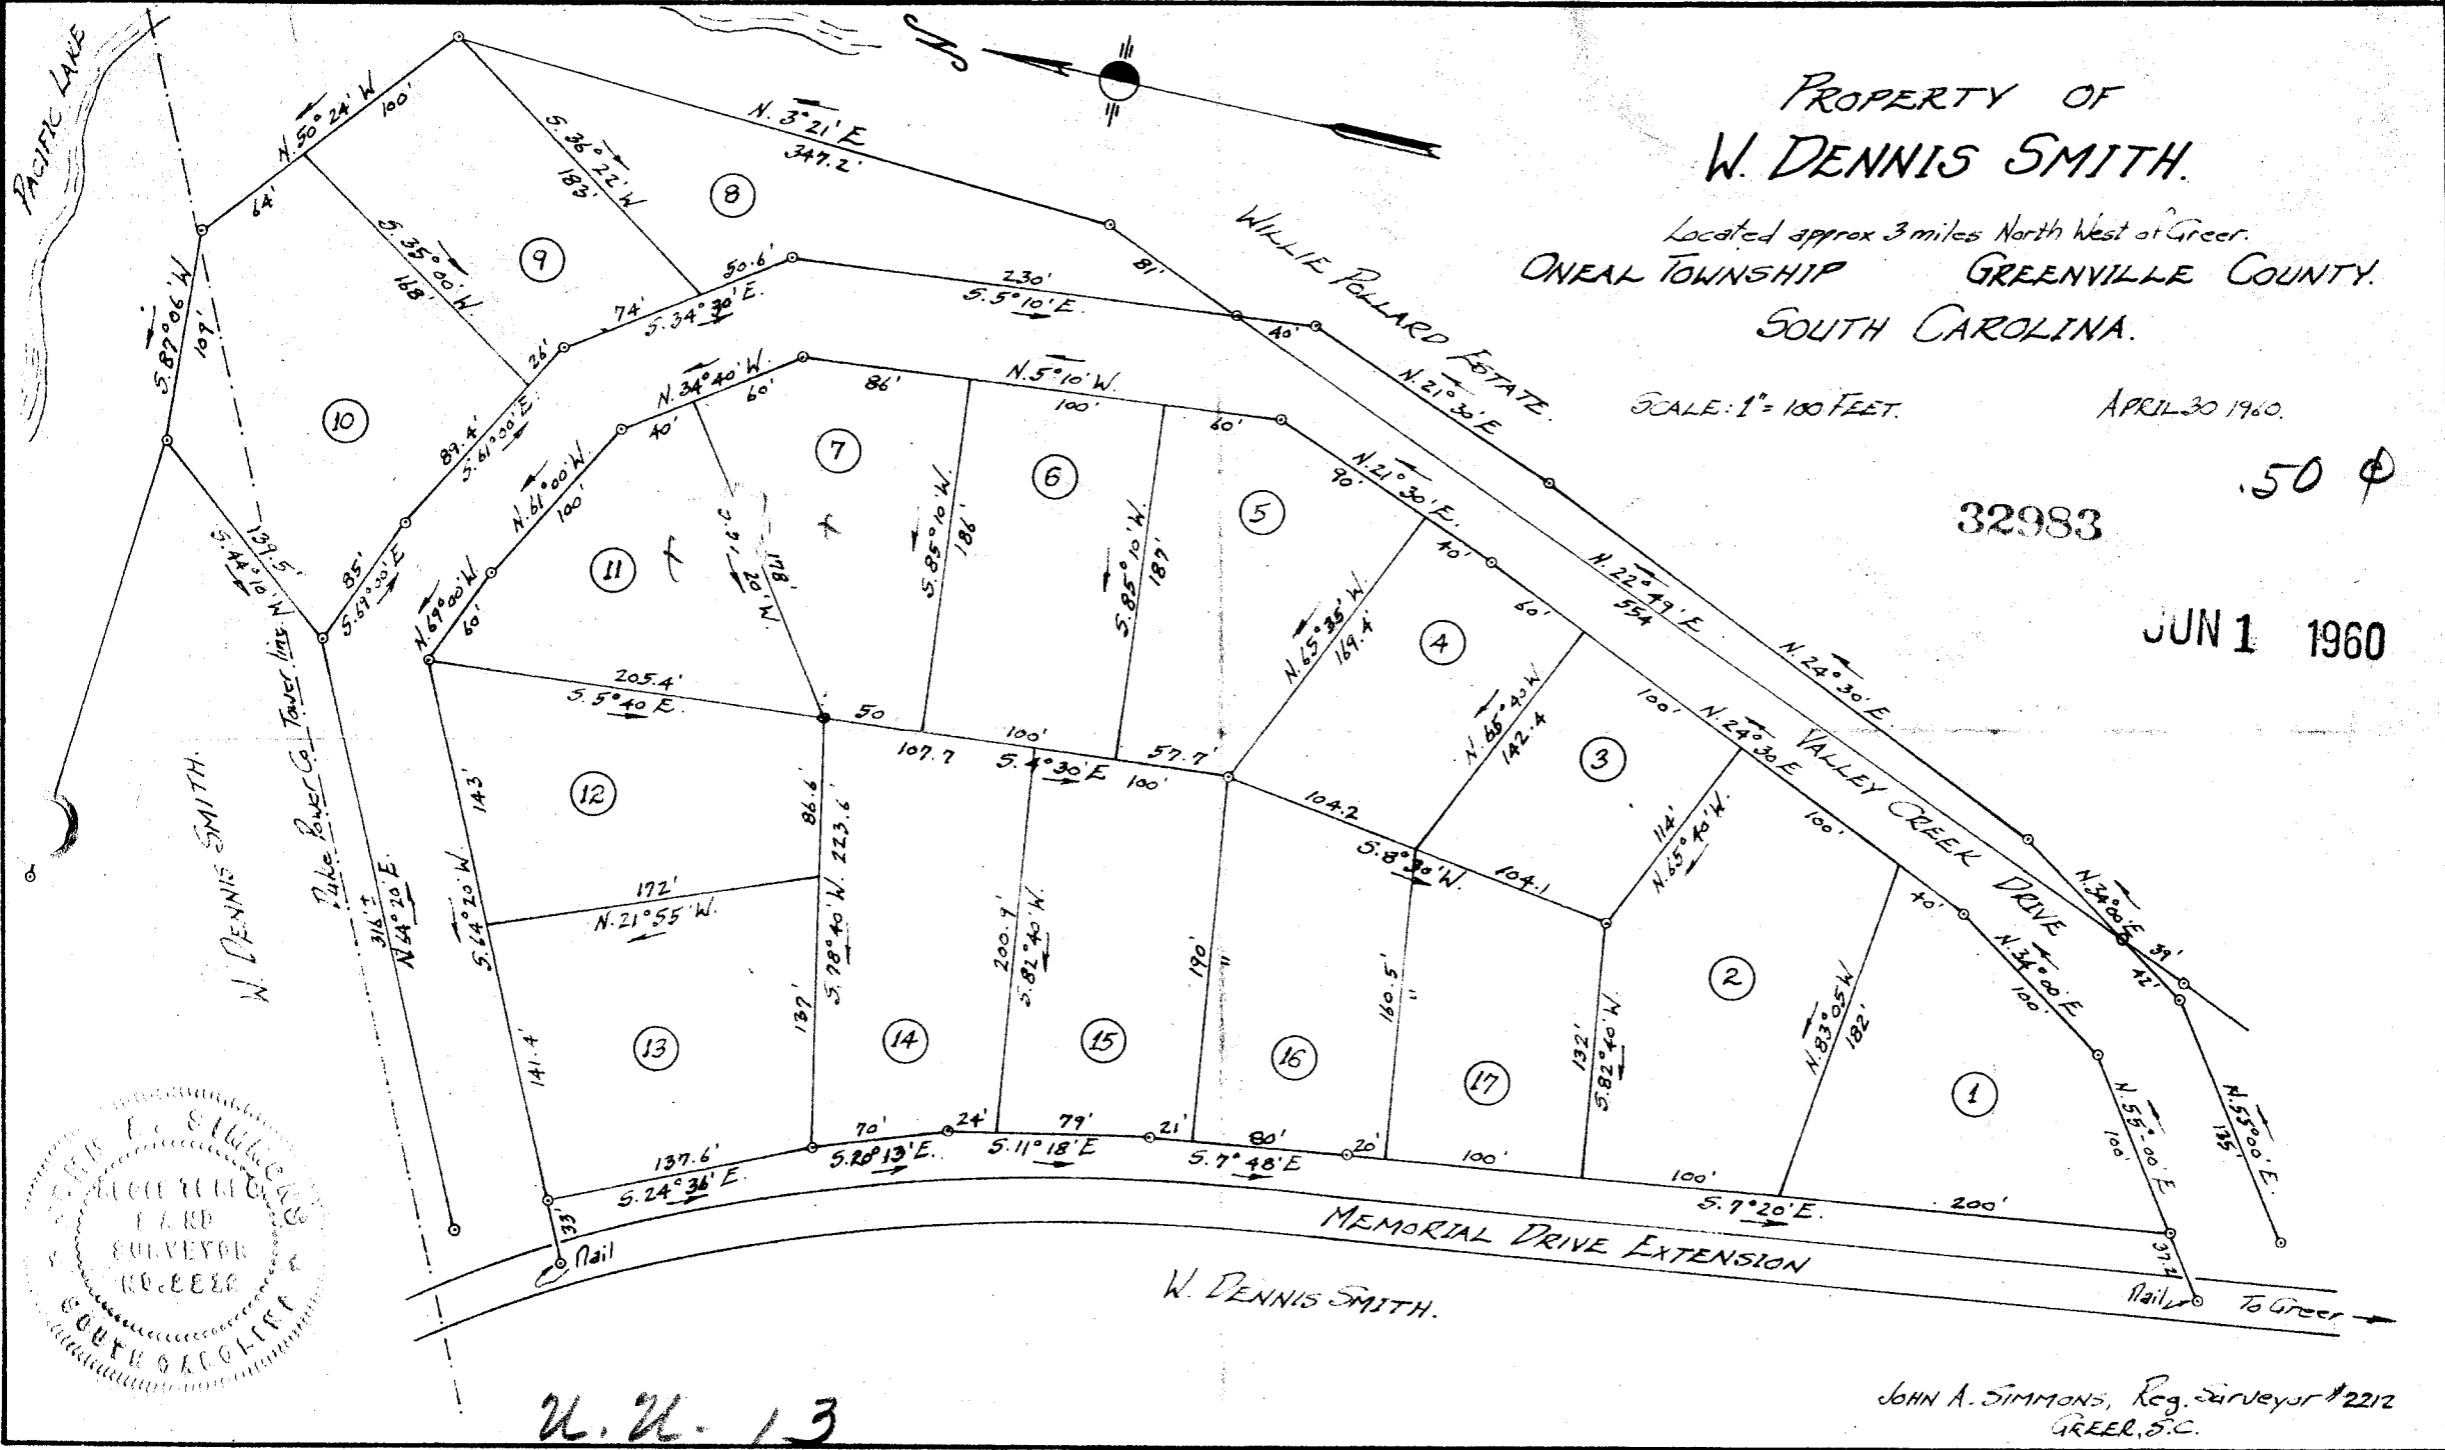 PROPERTY OF
W. DENNIS SMITH.
Located approx 3 miles North West of Greer.
ONEAL TOWNSHIP GREENVILLE COUNTY.
SOUTH CAROLINA.
SCALE: 1"= 100 FEET. APRIL 30 1960.
.50 ¢
32983
JUN 1 1960
PACIFIC LAKE
N
WILLIE POLLARD ESTATE.
N. 50° 24' W
100'
64'
S. 87° 06' W
109'
S. 35° 00' W
168'
S. 36° 22' W
183'
N. 3° 21' E
347.2'
81'
8
9
10
50.6'
74'
S. 34° 30' E.
26'
89.4'
S. 61° 00' E.
85'
S. 69° 00' E
139.5'
S. 44° 10' W.
230'
S. 5° 10' E.
40'
N. 21° 30' E
N. 34° 40' W.
60'
40'
N. 61° 00' W.
100'
N. 69° 00' W
60'
86'
N. 5° 10' W.
100'
60'
7
6
5
11
178'
20' W.
S. 85° 10' W.
186'
S. 85° 10' W.
187'
N. 21° 30' E.
90'
40'
N. 65° 35' W.
169.4'
4
60'
N. 22° 49' E
554
N. 24° 30' E.
N. 65° 40' W
142.4
100'
N. 24° 30' E
VALLEY CREEK DRIVE
3
114'
N. 65° 40' W.
100'
40'
N. 34° 00' E
39'
42'
N. 34° 00' E
100'
N. 55° 00' E
100'
N. 55° 00' E.
135'
205.4'
S. 5° 40' E.
50
107.7
100'
S. 4° 30' E
57.7'
100'
104.2
S. 8° 30' W.
104.1
12
143'
S. 64° 20' W.
86.6'
S. 78° 40' W. 223.6'
172'
N. 21° 55' W.
13
141.4'
137'
14
200.9'
S. 82° 40' W.
15
190'
"
16
160.5'
"
17
132'
S. 82° 40' W.
2
N. 83° 05' W
182'
1
W. DENNIS SMITH.
Duke Power Co. Tower line
316'±
N. 64° 20' E.
137.6'
S. 24° 36' E.
70'
S. 20° 13' E.
24'
79'
S. 11° 18' E
21'
80'
S. 7° 48' E
20'
100'
100'
S. 7° 20' E.
200'
33'
Nail
37.2
Nail
To Greer
MEMORIAL DRIVE EXTENSION
W. DENNIS SMITH.
LAND
SURVEYOR
SOUTH CAROLINA
U.U. 13
JOHN A. SIMMONS, Reg. Surveyor #2212
GREER, S.C.